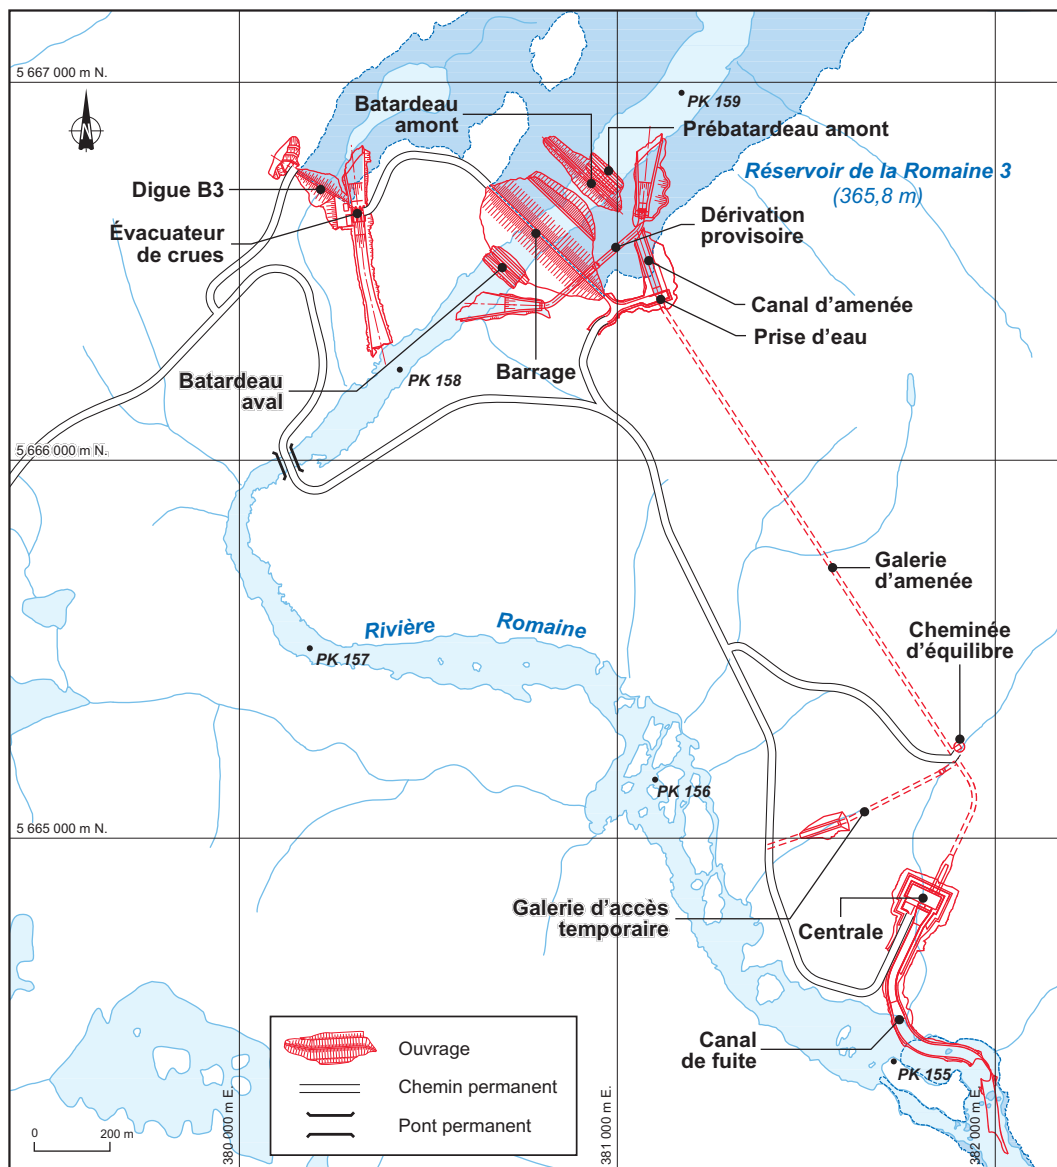 5 667 000 m N.
PK 159
Batardeau
amont
Prébatardeau amont
Réservoir de la Romaine 3
(365,8 m)
Digue B3
Dérivation
provisoire
Évacuateur
de crues
Canal d'amenée
Prise d'eau
Barrage
PK 158
Batardeau
aval
5 666 000 m N.
Galerie
d'amenée
Rivière Romaine
Cheminée
d'équilibre
PK 157
PK 156
5 665 000 m N.
Galerie d'accès
temporaire
Centrale
Canal
de fuite
PK 155
Ouvrage
Chemin permanent
Pont permanent
0 200 m
380 000 m E.
381 000 m E.
382 000 m E.